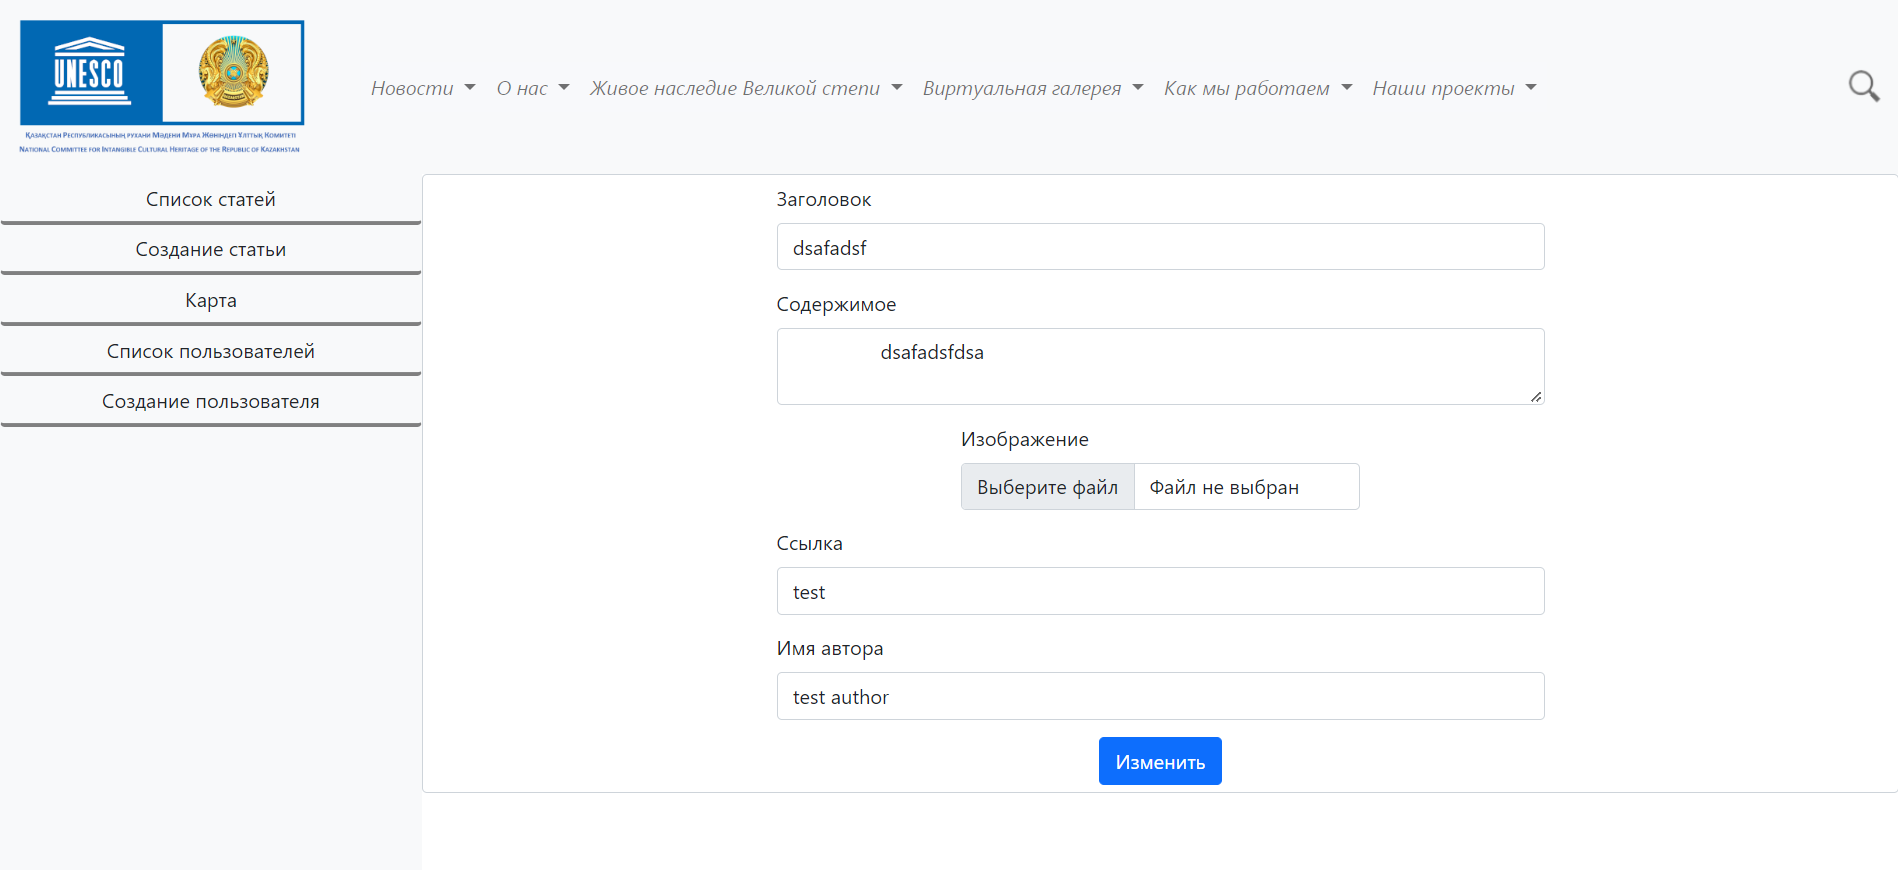 UNESCO
ҚАЗАҚСТАН РЕСПУБЛИКАСЫНЫҢ РУХАНИ МӘДЕНИ МҰРА ЖӨНІНДЕГІ ҰЛТТЫҚ КОМИТЕТІ
NATIONAL COMMITTEE FOR INTANGIBLE CULTURAL HERITAGE OF THE REPUBLIC OF KAZAKHSTAN
Новости О нас Живое наследие Великой степи Виртуальная галерея Как мы работаем Наши проекты
Список статей
Создание статьи
Карта
Список пользователей
Создание пользователя
Заголовок
dsafadsf
Содержимое
dsafadsfdsa
Изображение
Выберите файл Файл не выбран
Ссылка
test
Имя автора
test author
Изменить